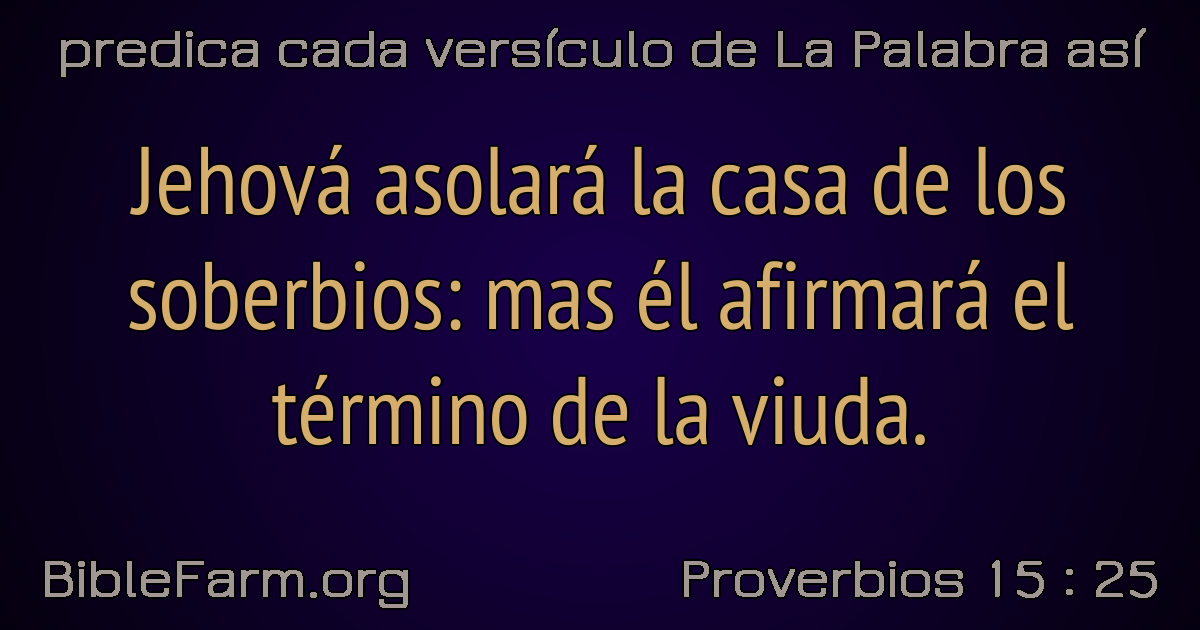 predica cada versículo de La Palabra así
Jehová asolará la casa de los
soberbios: mas él afirmará el
término de la viuda.
BibleFarm.org
Proverbios 15 : 25